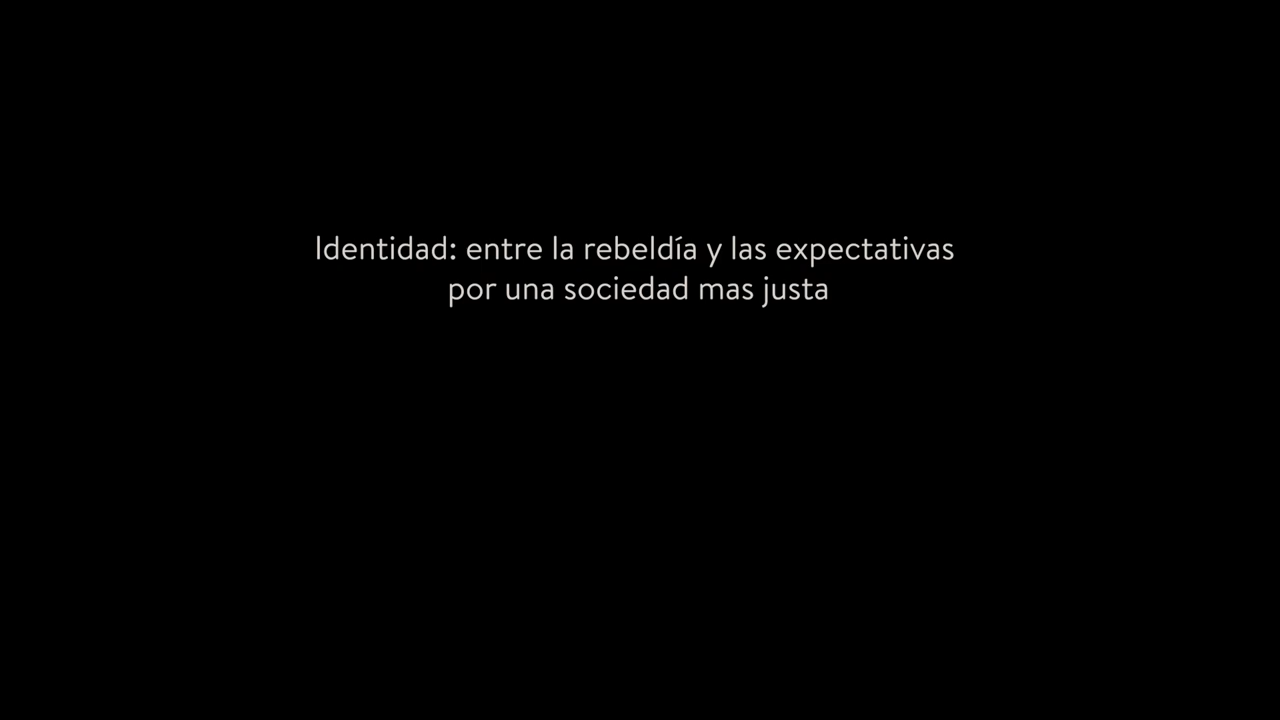 Identidad: entre la rebeldía y las expectativas
por una sociedad mas justa